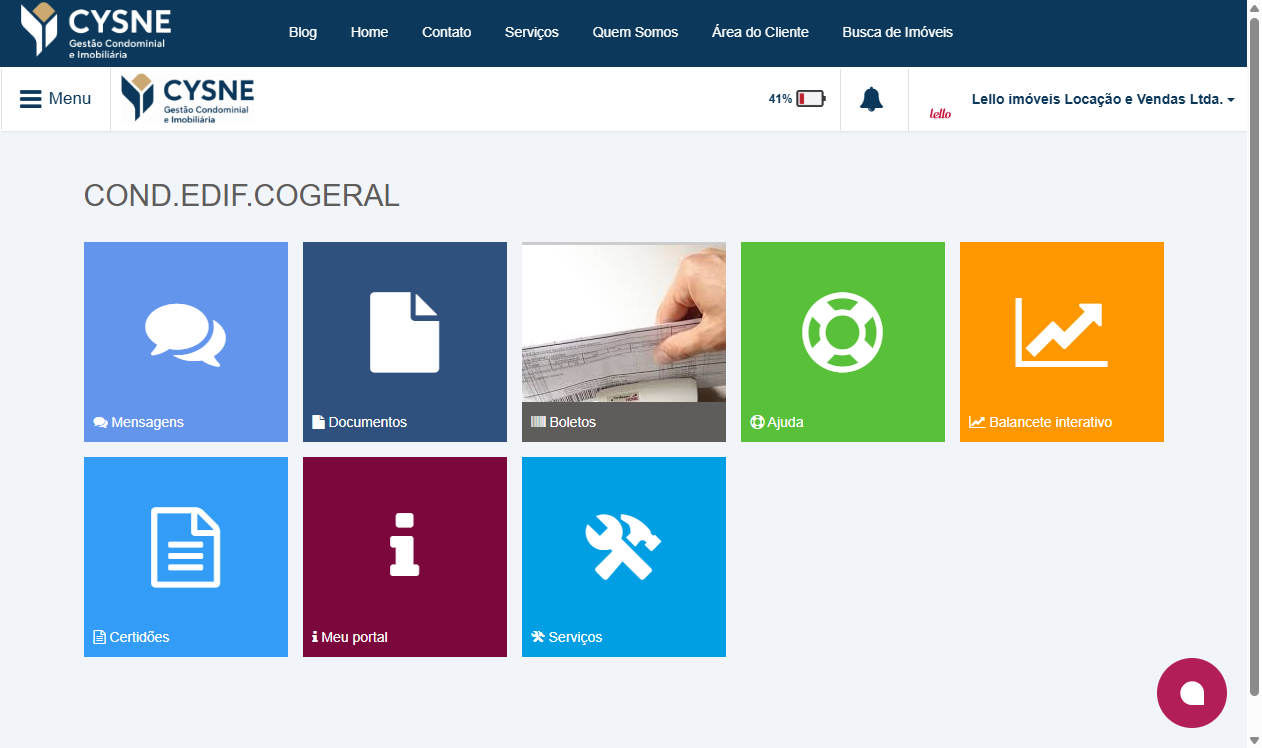 CYSNE
Gestão Condominial
e Imobiliária
Blog Home Contato Serviços Quem Somos Área do Cliente Busca de Imóveis
Menu
CYSNE
Gestão Condominial
e Imobiliária
41%
lello
Lello imóveis Locação e Vendas Ltda.
COND.EDIF.COGERAL
Mensagens
Documentos
Boletos
Ajuda
Balancete interativo
Certidões
Meu portal
Serviços